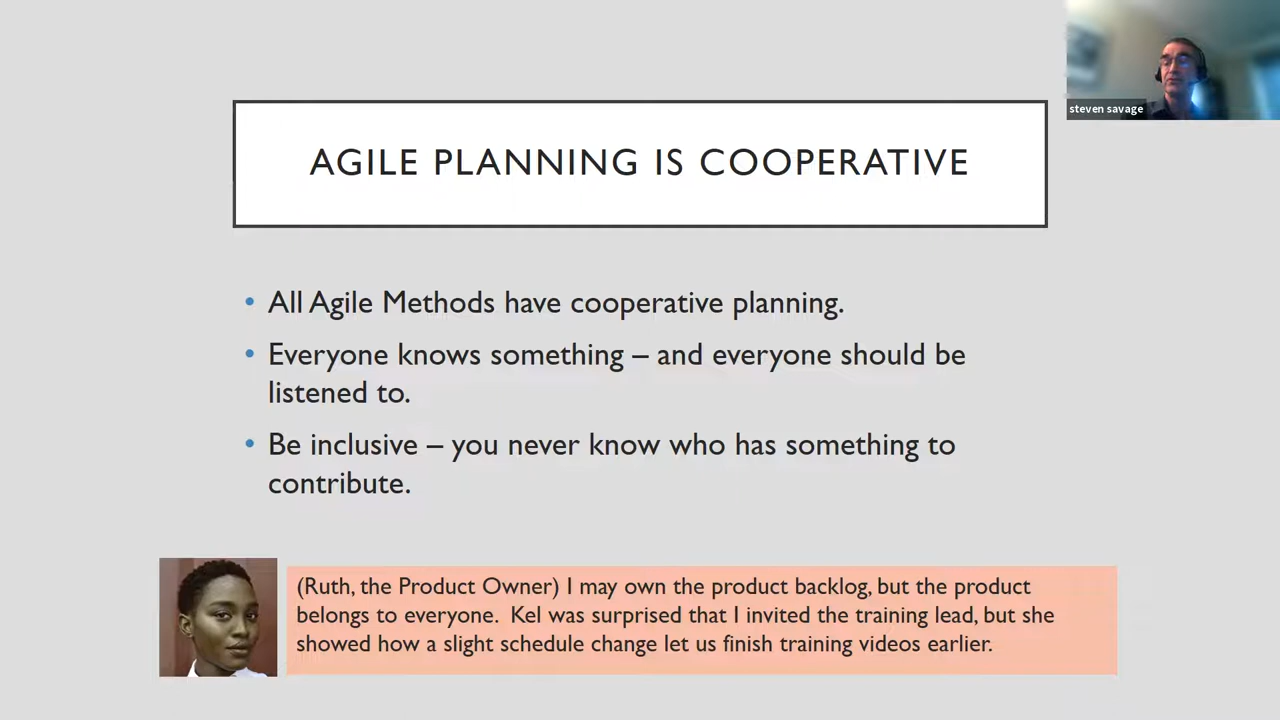 steven savage
AGILE PLANNING IS COOPERATIVE
• All Agile Methods have cooperative planning.
• Everyone knows something – and everyone should be
listened to.
• Be inclusive – you never know who has something to
contribute.
(Ruth, the Product Owner) I may own the product backlog, but the product
belongs to everyone.  Kel was surprised that I invited the training lead, but she
showed how a slight schedule change let us finish training videos earlier.